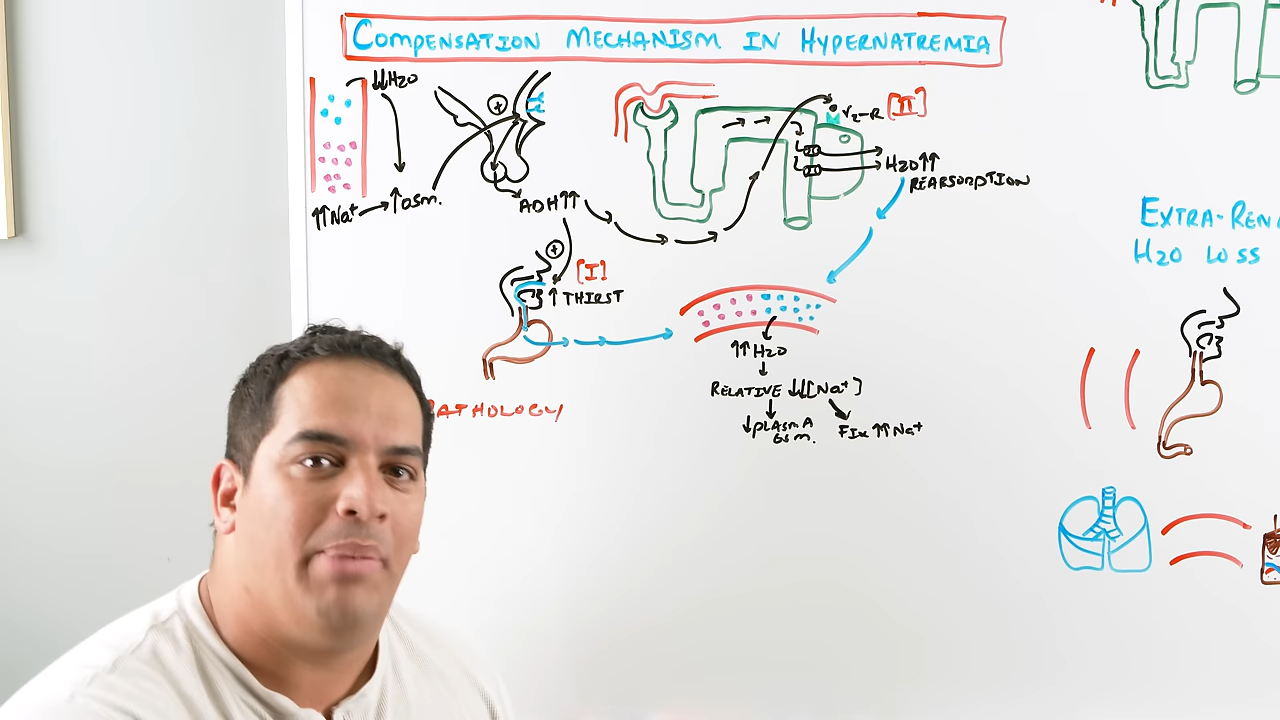 COMPENSATION MECHANISM IN HYPERNATREMIA
↓↓H2O
↑↑Na+ → ↑osm.
+
ADH↑↑
V2-R [II]
H2O↑↑
REABSORPTION
+
[I]
↑THIRST
↑↑H2O
RELATIVE ↓↓[Na+]
↓PLASMA
osm.
Fix ↑↑Na+
PATHOLOGY
EXTRA-REN
H2O LOSS